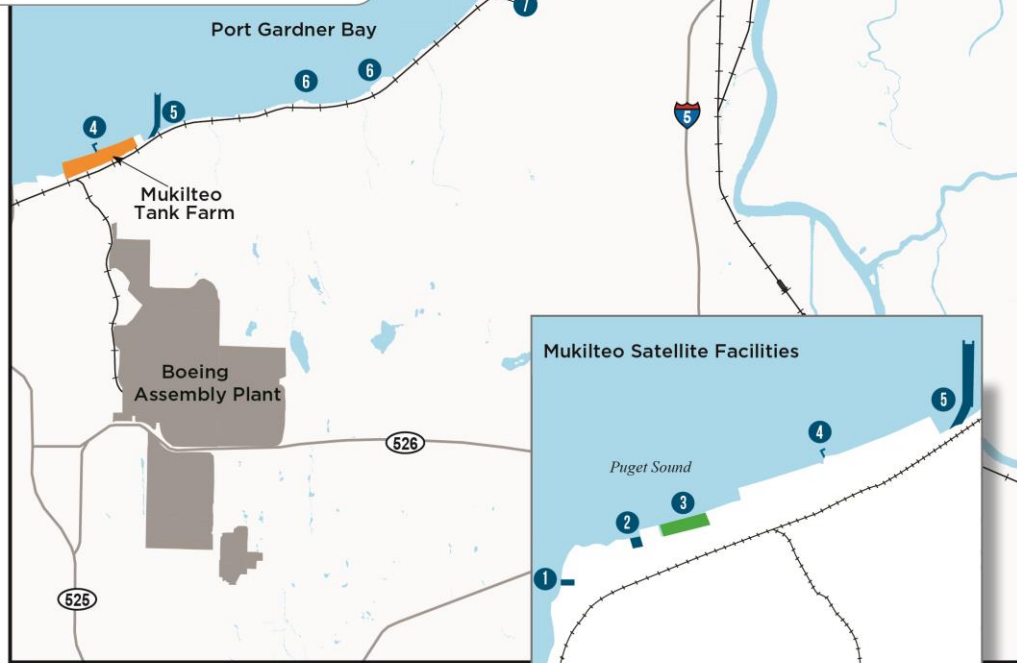 7
Port Gardner Bay
6
6
5
4
5
Mukilteo
Tank Farm
Boeing
Assembly Plant
526
525
Mukilteo Satellite Facilities
5
4
Puget Sound
3
2
1